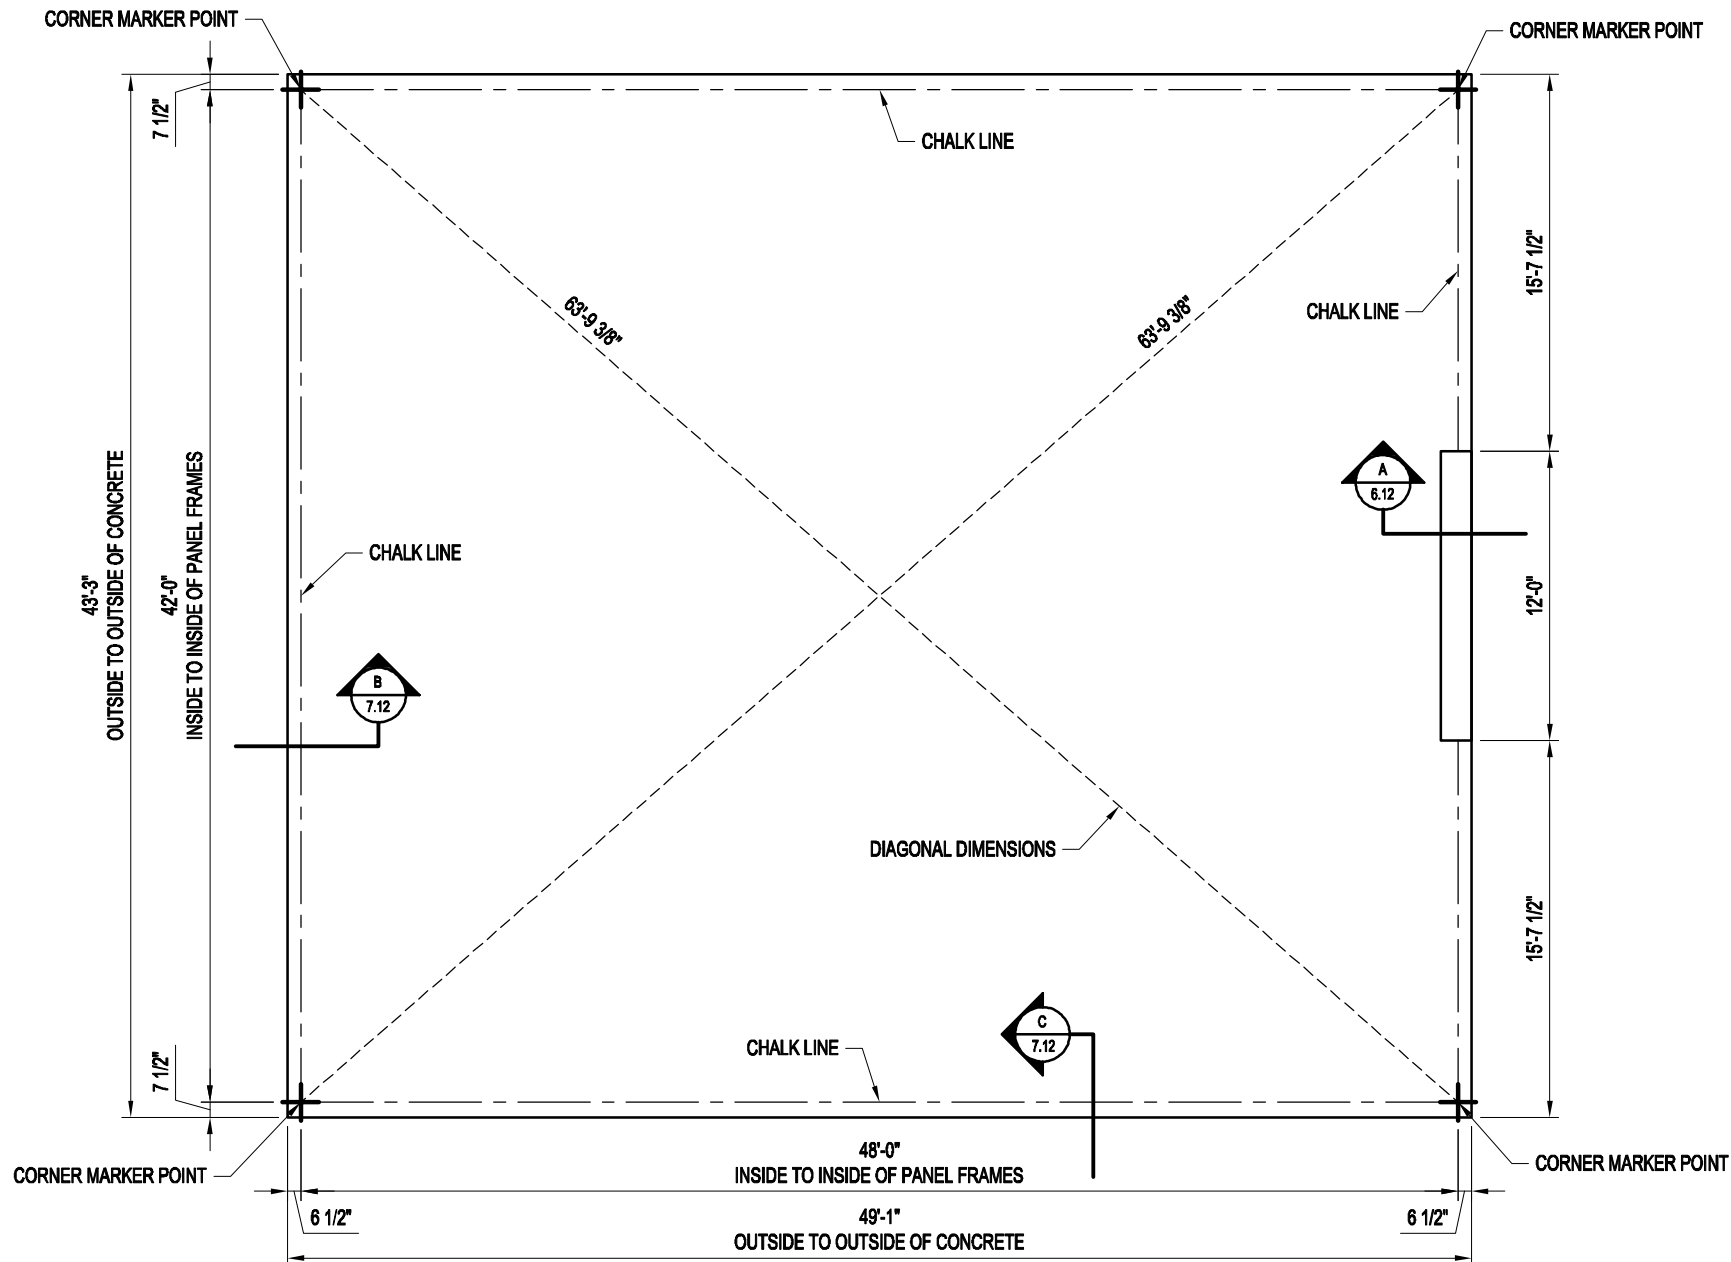 CORNER MARKER POINT
CORNER MARKER POINT
7 1/2"
CHALK LINE
15'-7 1/2"
63'-9 3/8"
63'-9 3/8"
CHALK LINE
A
6.12
43'-3"
OUTSIDE TO OUTSIDE OF CONCRETE
42'-0"
INSIDE TO INSIDE OF PANEL FRAMES
CHALK LINE
12'-0"
B
7.12
DIAGONAL DIMENSIONS
15'-7 1/2"
C
7.12
CHALK LINE
7 1/2"
48'-0"
INSIDE TO INSIDE OF PANEL FRAMES
CORNER MARKER POINT
CORNER MARKER POINT
6 1/2"
49'-1"
OUTSIDE TO OUTSIDE OF CONCRETE
6 1/2"